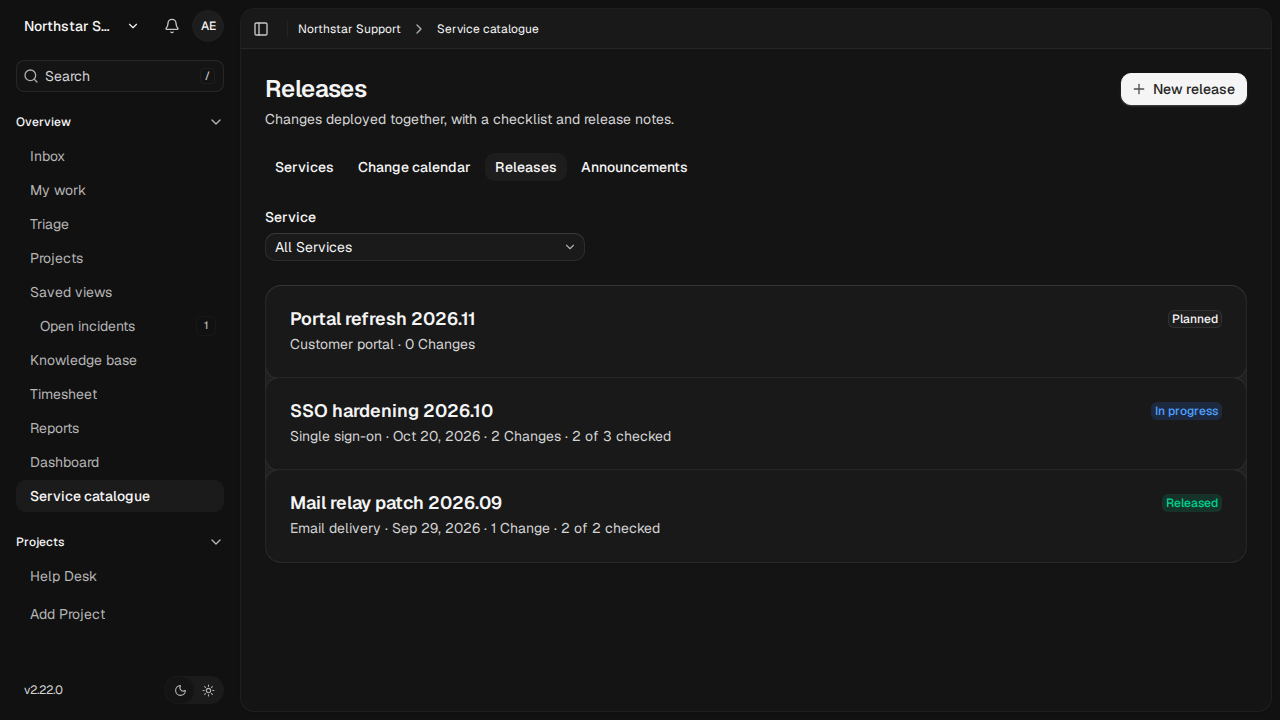 Northstar S...
AE
Search
/
Overview
Inbox
My work
Triage
Projects
Saved views
Open incidents
1
Knowledge base
Timesheet
Reports
Dashboard
Service catalogue
Projects
Help Desk
Add Project
v2.22.0
Northstar Support
Service catalogue
Releases
New release
Changes deployed together, with a checklist and release notes.
Services
Change calendar
Releases
Announcements
Service
All Services
Portal refresh 2026.11
Planned
Customer portal · 0 Changes
SSO hardening 2026.10
In progress
Single sign-on · Oct 20, 2026 · 2 Changes · 2 of 3 checked
Mail relay patch 2026.09
Released
Email delivery · Sep 29, 2026 · 1 Change · 2 of 2 checked